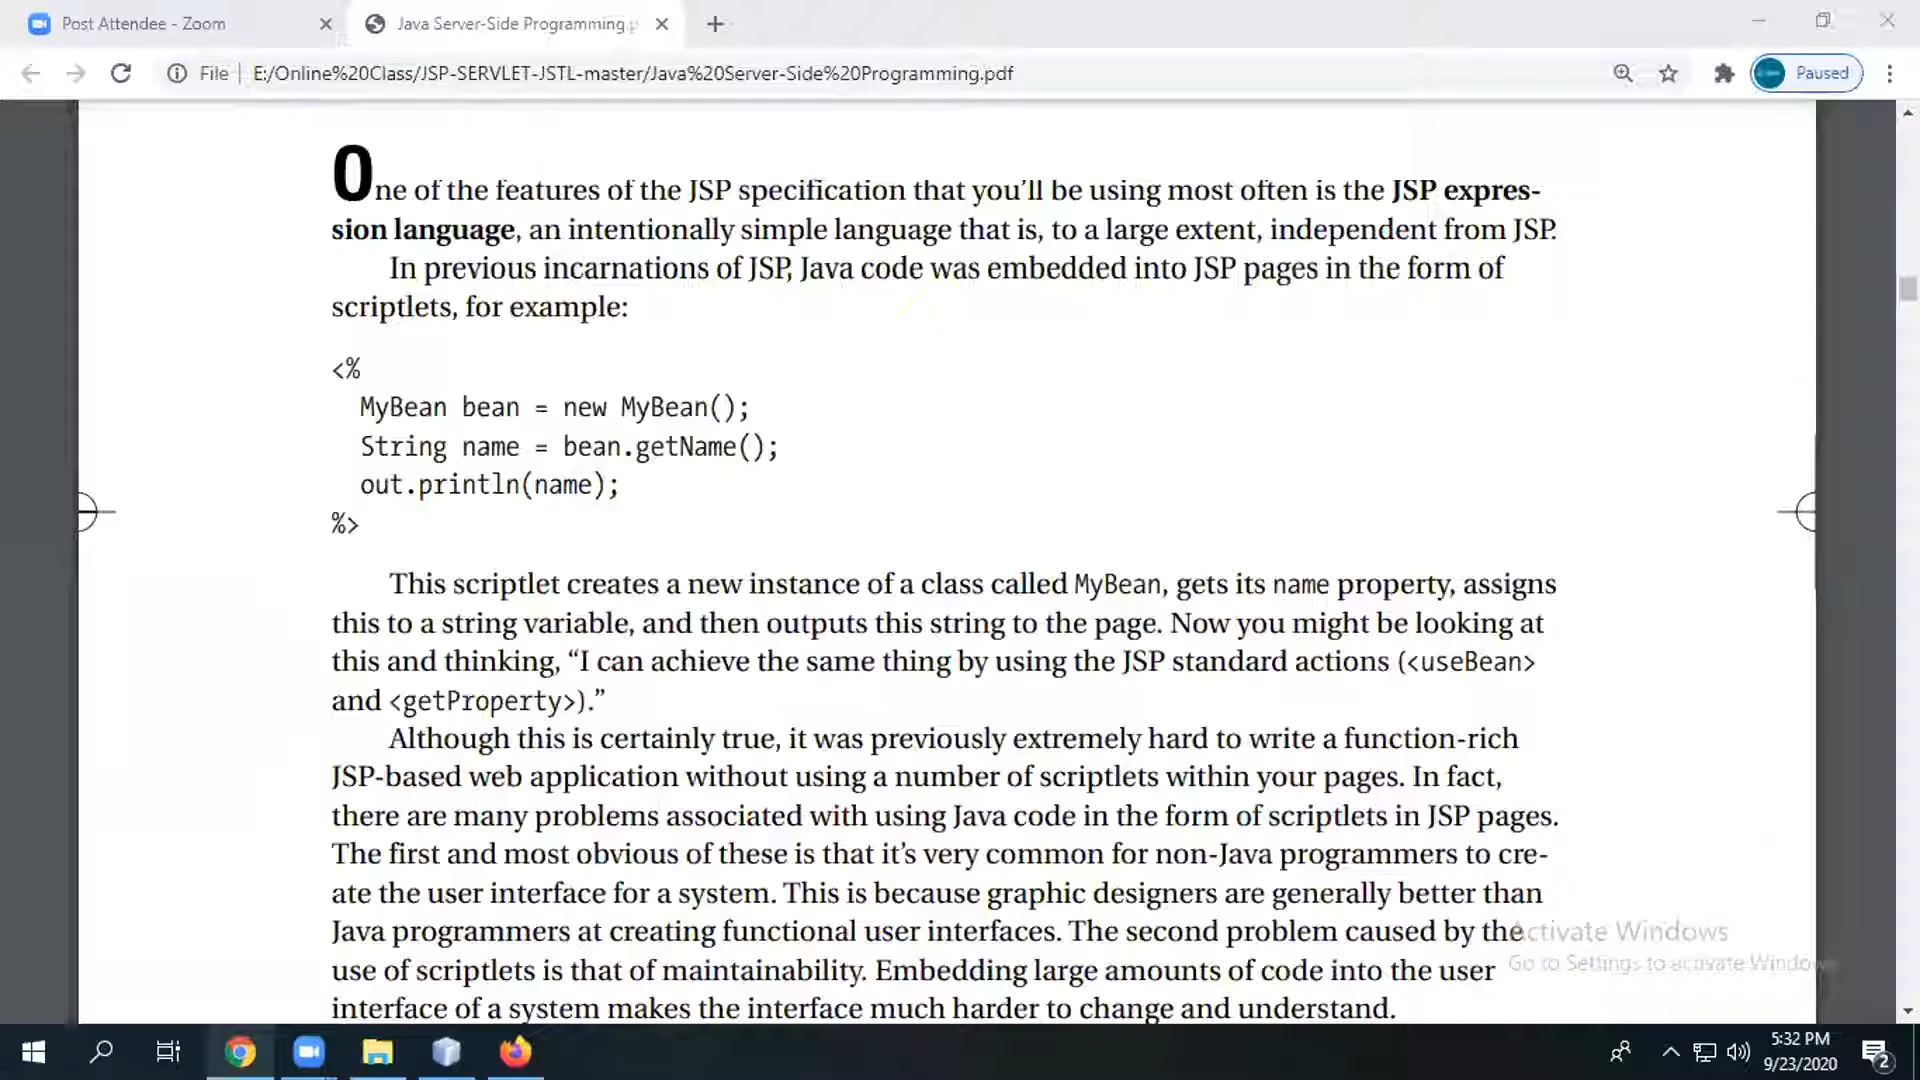 Post Attendee - Zoom
Java Server-Side Programming.p
File
E:/Online%20Class/JSP-SERVLET-JSTL-master/Java%20Server-Side%20Programming.pdf
Paused
One of the features of the JSP specification that you’ll be using most often is the JSP expres-
sion language, an intentionally simple language that is, to a large extent, independent from JSP.
In previous incarnations of JSP, Java code was embedded into JSP pages in the form of
scriptlets, for example:
<%
MyBean bean = new MyBean();
String name = bean.getName();
out.println(name);
%>
This scriptlet creates a new instance of a class called MyBean, gets its name property, assigns
this to a string variable, and then outputs this string to the page. Now you might be looking at
this and thinking, “I can achieve the same thing by using the JSP standard actions (<useBean>
and <getProperty>).”
Although this is certainly true, it was previously extremely hard to write a function-rich
JSP-based web application without using a number of scriptlets within your pages. In fact,
there are many problems associated with using Java code in the form of scriptlets in JSP pages.
The first and most obvious of these is that it’s very common for non-Java programmers to cre-
ate the user interface for a system. This is because graphic designers are generally better than
Java programmers at creating functional user interfaces. The second problem caused by the
use of scriptlets is that of maintainability. Embedding large amounts of code into the user
interface of a system makes the interface much harder to change and understand.
Activate Windows
Go to Settings to activate Windows
5:32 PM
9/23/2020
2